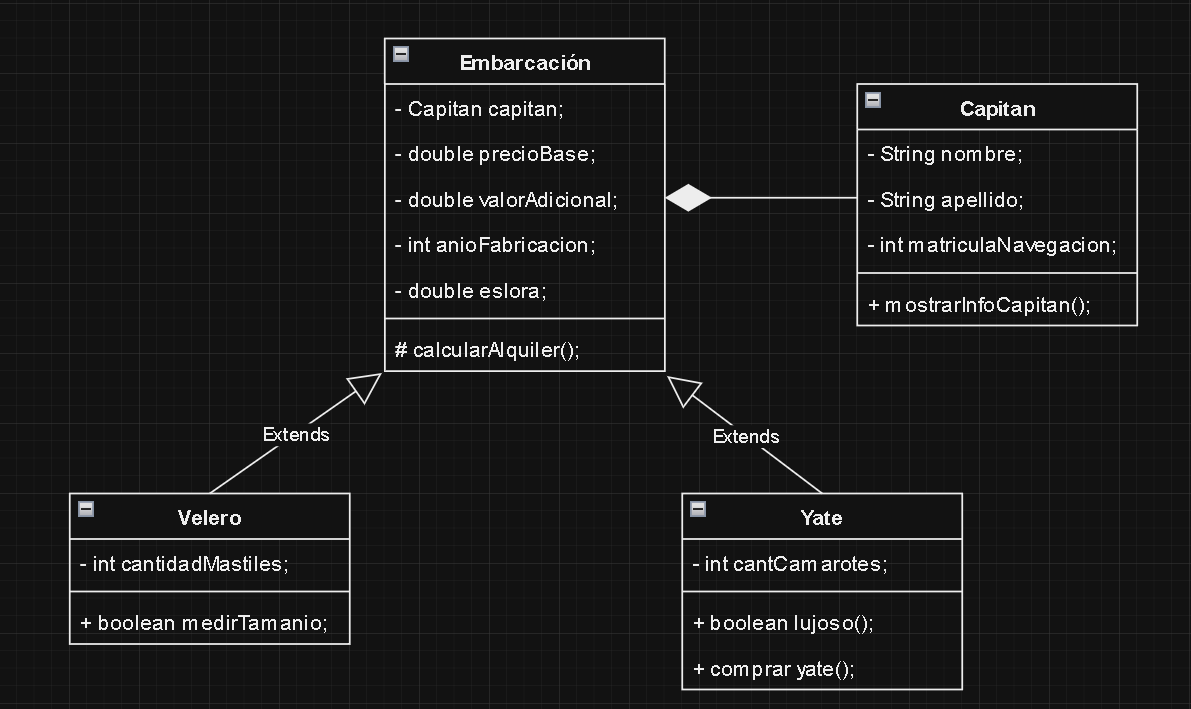 Embarcación
- Capitan capitan;
- double precioBase;
- double valorAdicional;
- int anioFabricacion;
- double eslora;
# calcularAlquiler();
Capitan
- String nombre;
- String apellido;
- int matriculaNavegacion;
+ mostrarInfoCapitan();
Extends
Extends
Velero
- int cantidadMastiles;
+ boolean medirTamanio;
Yate
- int cantCamarotes;
+ boolean lujoso();
+ comprar yate();